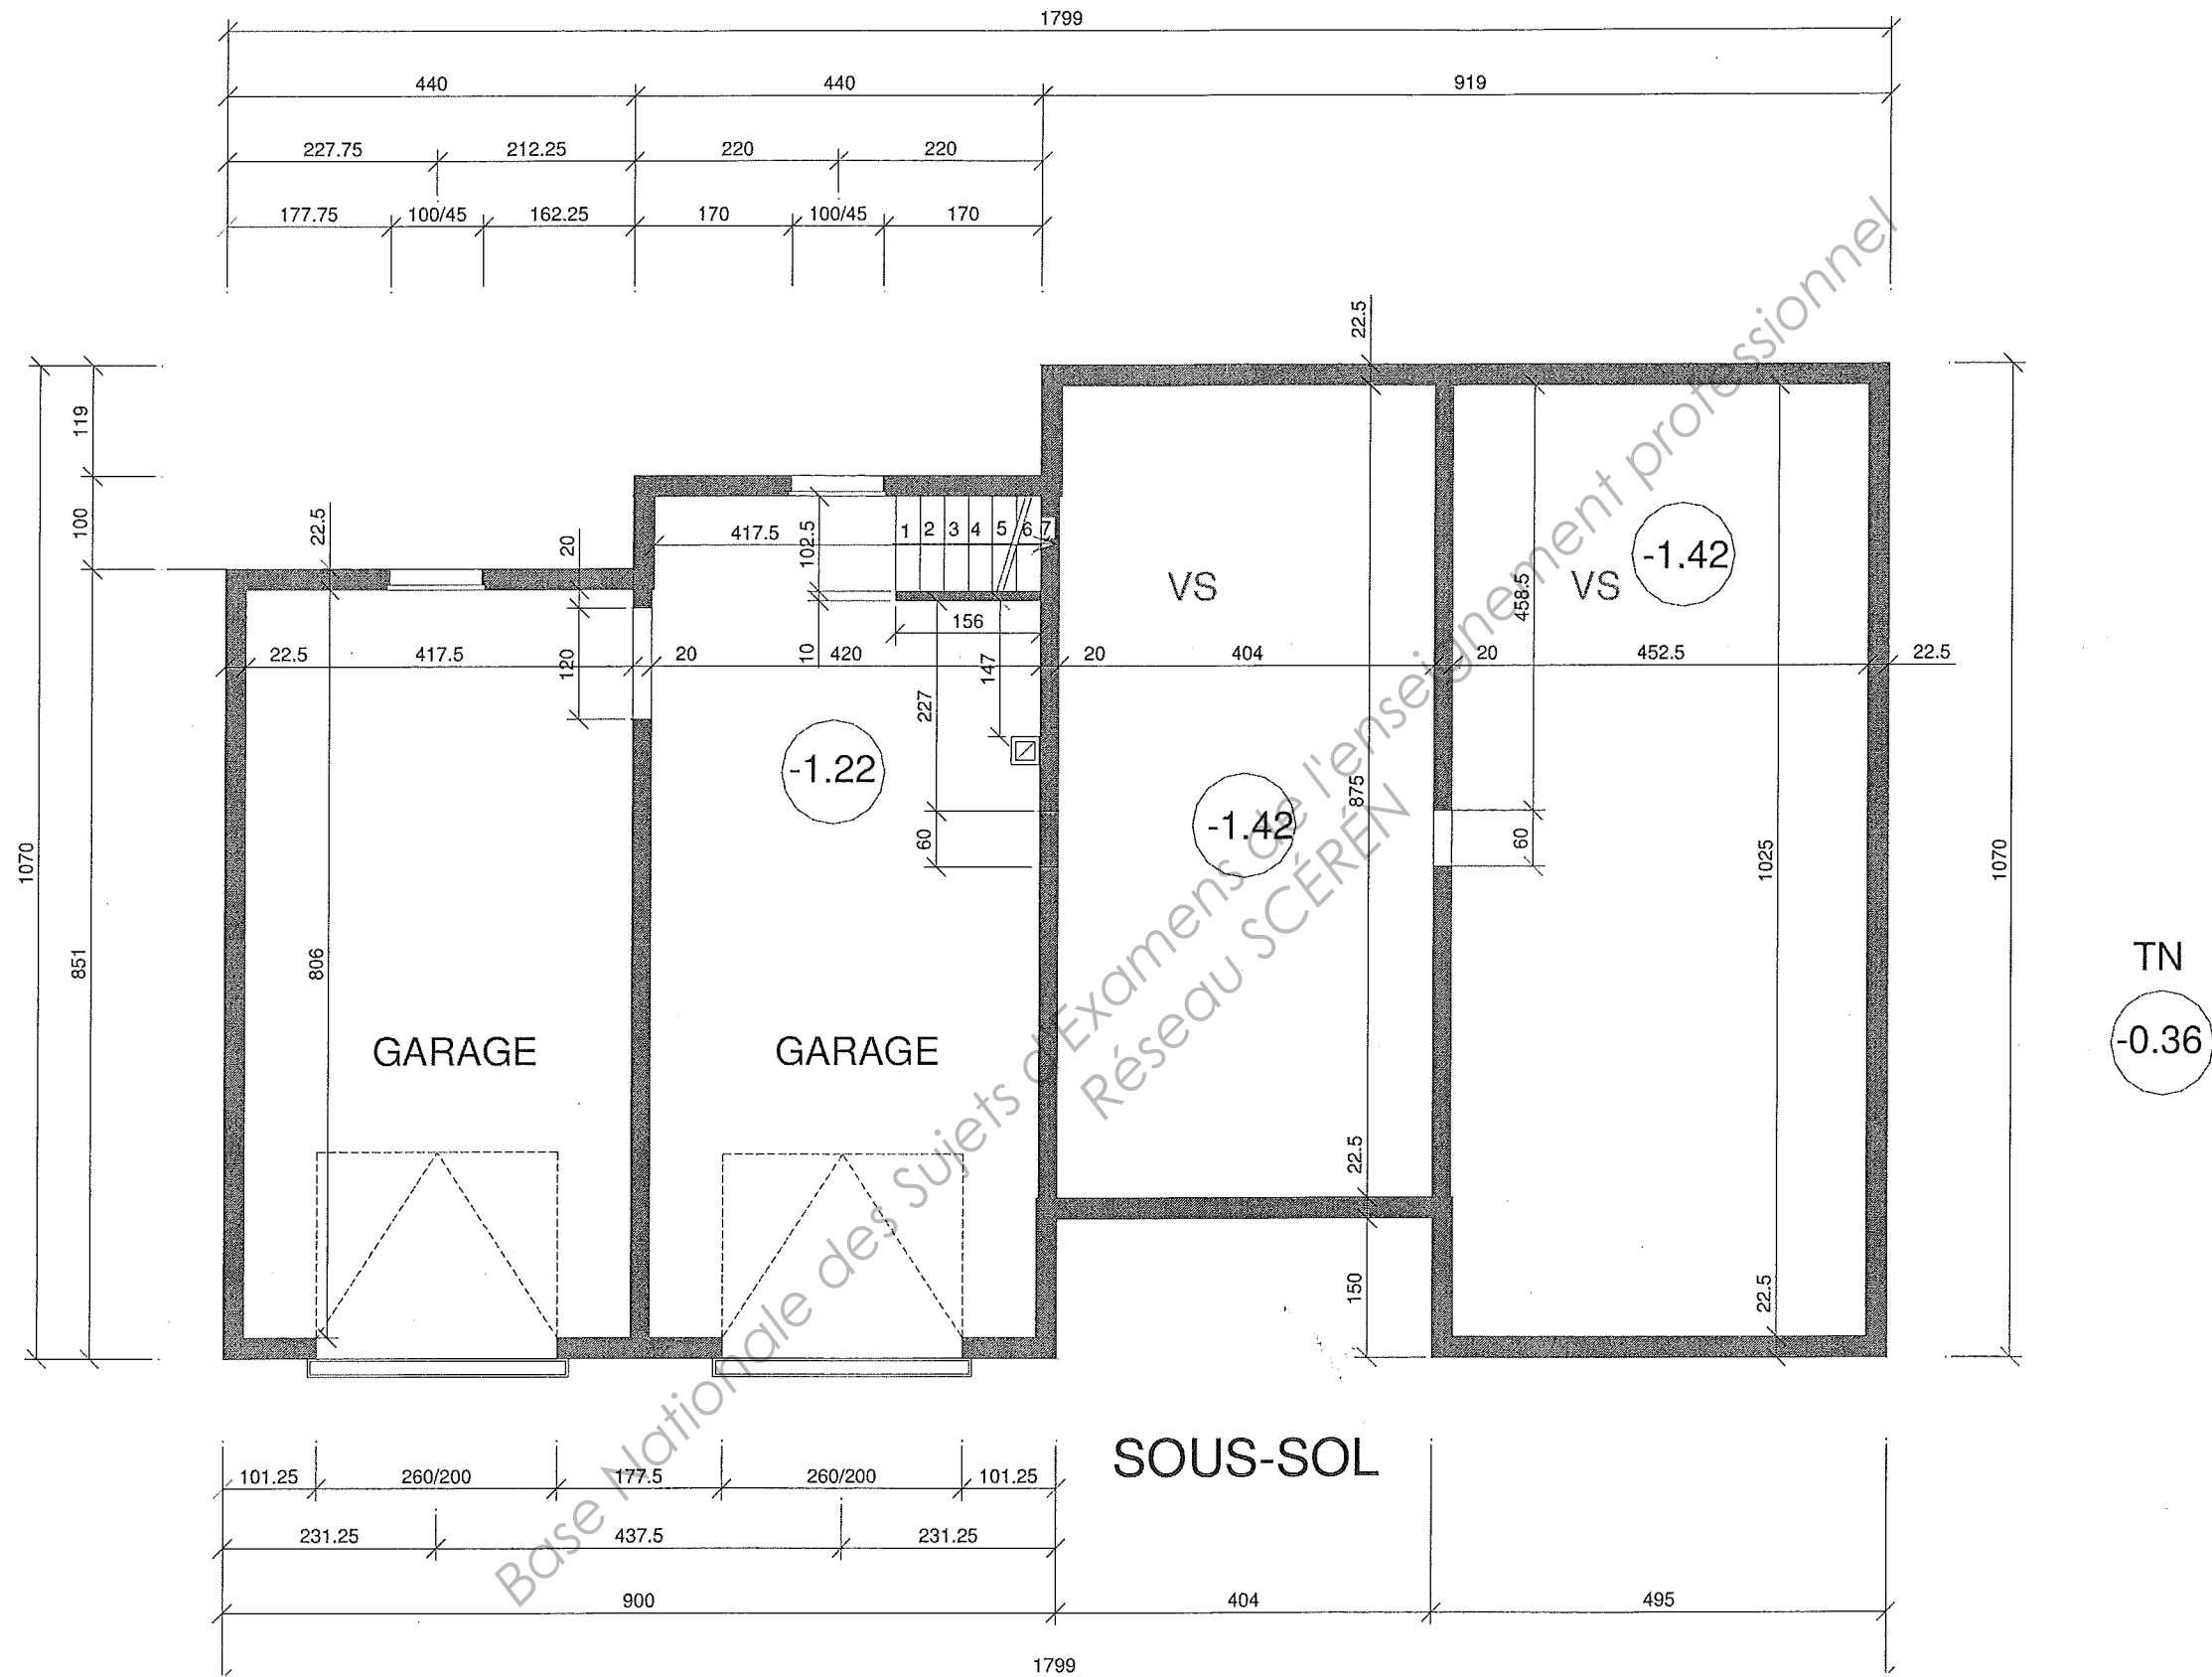 1799
440 440 919
227.75 212.25 220 220
177.75 100/45 162.25 170 100/45 170
22.5
119
100
22.5
20
417.5
102.5
1 2 3 4 5 6 7
156
10
147
227
60
120
VS
VS
-1.42
458.5
22.5 417.5 20 420 20 404 20 452.5 22.5
-1.22
-1.42
875
60
1025
1070
851
806
1070
TN
-0.36
GARAGE GARAGE
22.5
150
22.5
SOUS-SOL
101.25 260/200 177.5 260/200 101.25
231.25 437.5 231.25
900 404 495
1799
Base Nationale des Sujets d'Examens de l'enseignement professionnel
Réseau SCÉRÉN